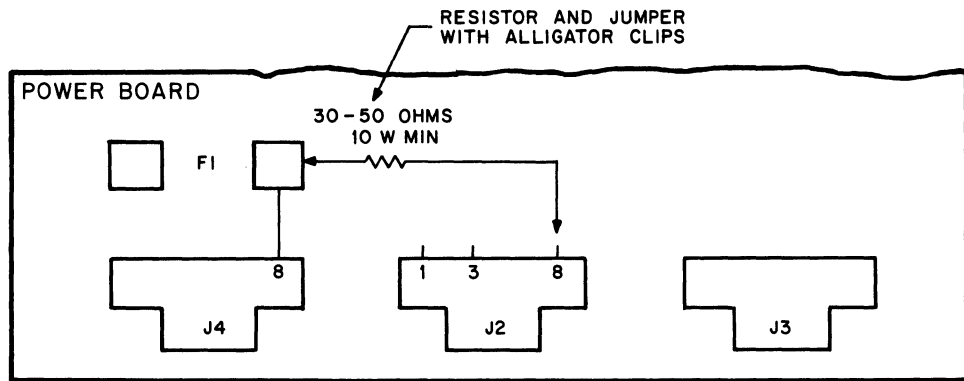 RESISTOR AND JUMPER
WITH ALLIGATOR CLIPS
POWER BOARD
30-50 OHMS
10 W MIN
F1
8
1
3
8
J4
J2
J3